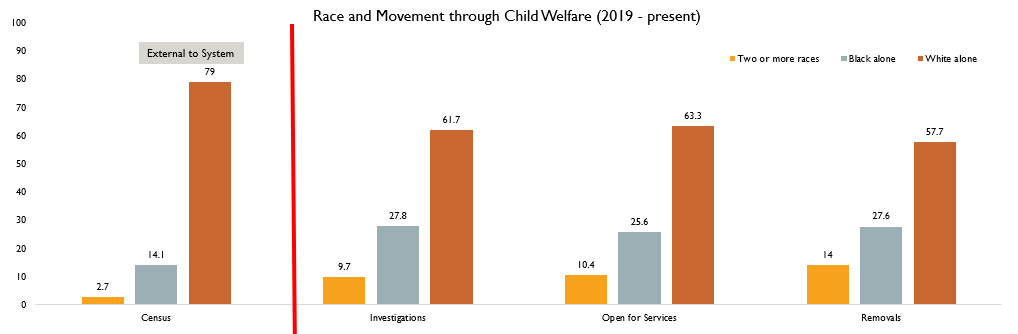 Race and Movement through Child Welfare (2019 - present)
100
90
80
70
60
50
40
30
20
10
0
External to System
Two or more races
Black alone
White alone
2.7
14.1
79
9.7
27.8
61.7
10.4
25.6
63.3
14
27.6
57.7
Census
Investigations
Open for Services
Removals